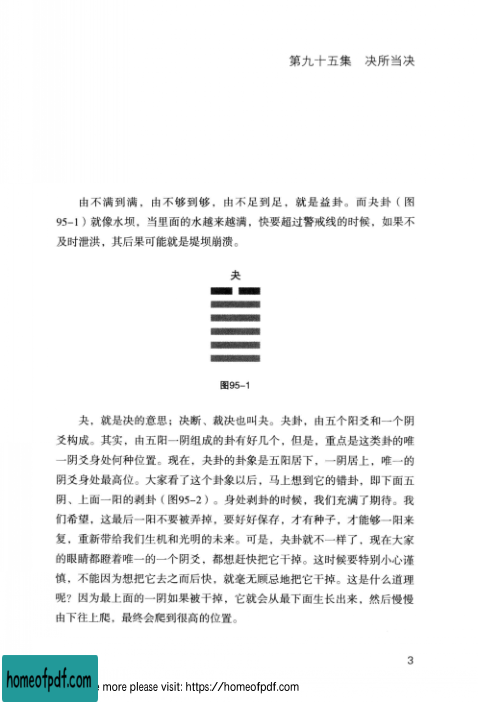 第九十五集　决所当决
由不满到满，由不够到够，由不足到足，就是益卦。而夬卦（图
95-1）就像水坝，当里面的水越来越满，快要超过警戒线的时候，如果不
及时泄洪，其后果可能就是堤坝崩溃。
夬
图95-1
夬，就是决的意思；决断、裁决也叫夬。夬卦，由五个阳爻和一个阴
爻构成。其实，由五阳一阴组成的卦有好几个，但是，重点是这类卦的唯
一阴爻身处何种位置。现在，夬卦的卦象是五阳居下，一阴居上，唯一的
阴爻身处最高位。大家看了这个卦象以后，马上想到它的错卦，即下面五
阴、上面一阳的剥卦（图95-2）。身处剥卦的时候，我们充满了期待。我
们希望，这最后一阳不要被弄掉，要好好保存，才有种子，才能够一阳来
复，重新带给我们生机和光明的未来。可是，夬卦就不一样了，现在大家
的眼睛都瞪着唯一的一个阴爻，都想赶快把它干掉。这时候要特别小心谨
慎，不能因为想把它去之而后快，就毫无顾忌地把它干掉。这是什么道理
呢？因为最上面的一阴如果被干掉，它就会从最下面生长出来，然后慢慢
由下往上爬，最终会爬到很高的位置。
3
homeofpdf.com
e more please visit: https://homeofpdf.com